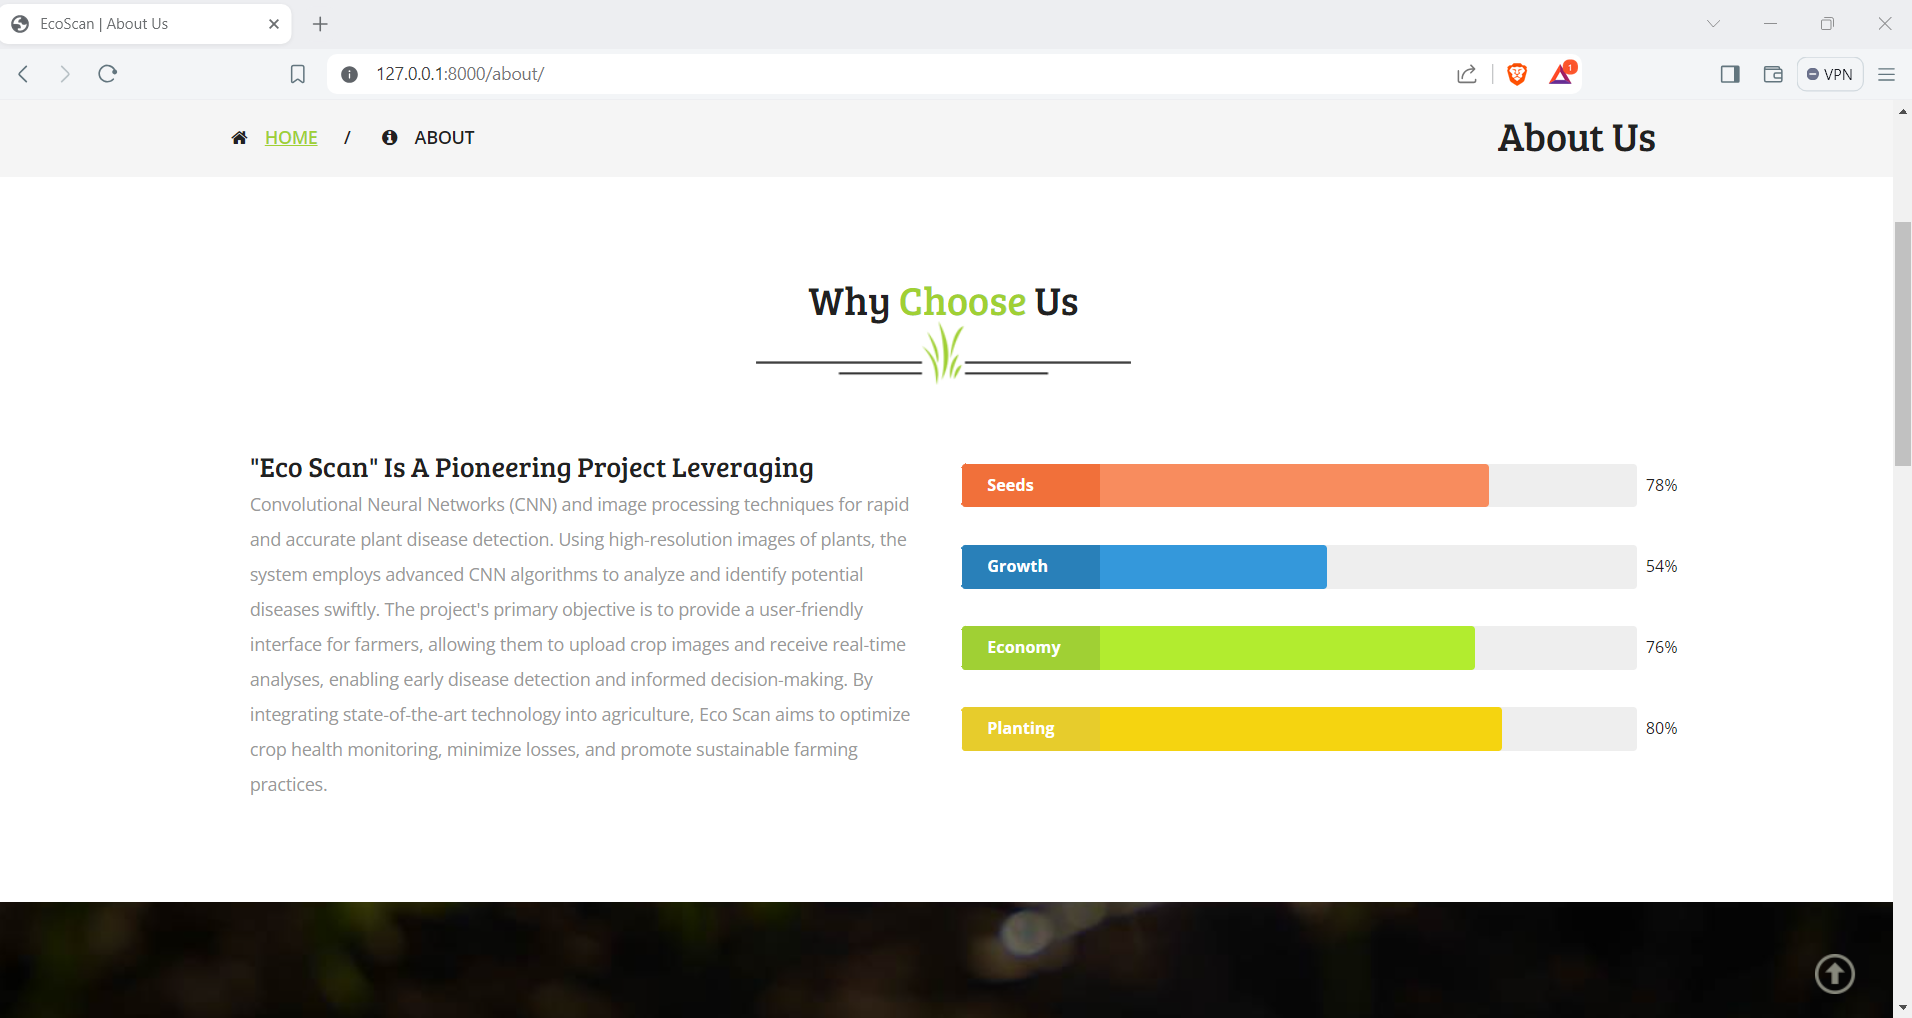 EcoScan | About Us
127.0.0.1:8000/about/
1
VPN
HOME / ABOUT
About Us
Why Choose Us
"Eco Scan" Is A Pioneering Project Leveraging
Convolutional Neural Networks (CNN) and image processing techniques for rapid
and accurate plant disease detection. Using high-resolution images of plants, the
system employs advanced CNN algorithms to analyze and identify potential
diseases swiftly. The project's primary objective is to provide a user-friendly
interface for farmers, allowing them to upload crop images and receive real-time
analyses, enabling early disease detection and informed decision-making. By
integrating state-of-the-art technology into agriculture, Eco Scan aims to optimize
crop health monitoring, minimize losses, and promote sustainable farming
practices.
Seeds 78%
Growth 54%
Economy 76%
Planting 80%